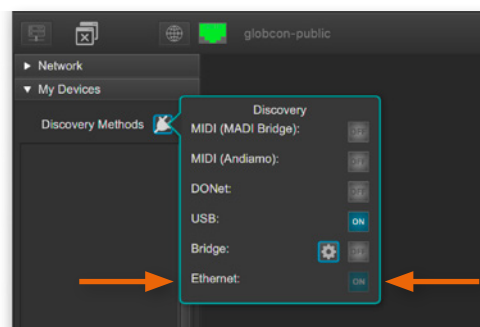 globcon-public
▶ Network
▼ My Devices
Discovery Methods
Discovery
MIDI (MADI Bridge): OFF
MIDI (Andiamo): OFF
DONet: OFF
USB: ON
Bridge: OFF
Ethernet: ON